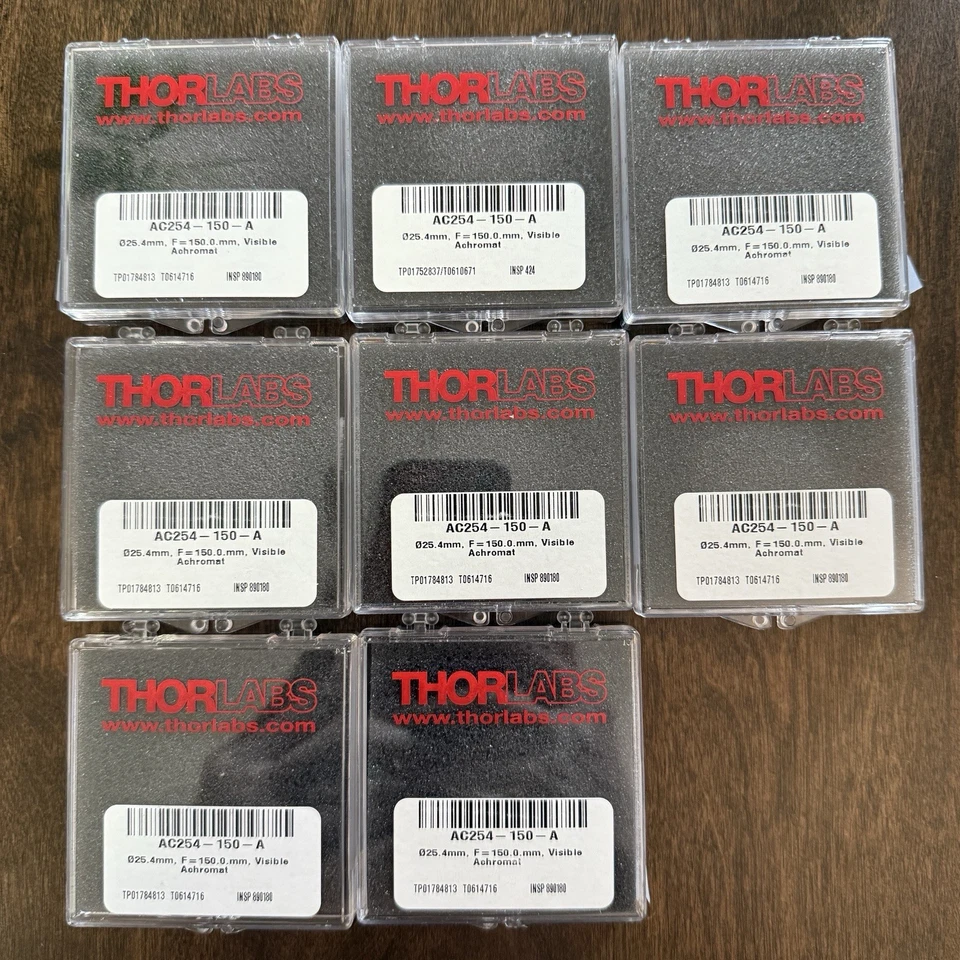 THORLABS
www.thorlabs.com
AC254-150-A
Ø25.4mm, F=150.0.mm, Visible
Achromat
TP01784813 T0614716 INSP 890180
THORLABS
www.thorlabs.com
AC254-150-A
Ø25.4mm, F=150.0.mm, Visible
Achromat
TP01752837/T0610671 INSP 424
THORLABS
www.thorlabs.com
AC254-150-A
Ø25.4mm, F=150.0.mm, Visible
Achromat
TP01784813 T0614716 INSP 890180
THORLABS
www.thorlabs.com
AC254-150-A
Ø25.4mm, F=150.0.mm, Visible
Achromat
TP01784813 T0614716 INSP 890180
THORLABS
www.thorlabs.com
AC254-150-A
Ø25.4mm, F=150.0.mm, Visible
Achromat
TP01784813 T0614716 INSP 890180
THORLABS
www.thorlabs.com
AC254-150-A
Ø25.4mm, F=150.0.mm, Visible
Achromat
TP01784813 T0614716 INSP 890180
THORLABS
www.thorlabs.com
AC254-150-A
Ø25.4mm, F=150.0.mm, Visible
Achromat
TP01784813 T0614716 INSP 890180
THORLABS
www.thorlabs.com
AC254-150-A
Ø25.4mm, F=150.0.mm, Visible
Achromat
TP01784813 T0614716 INSP 890180